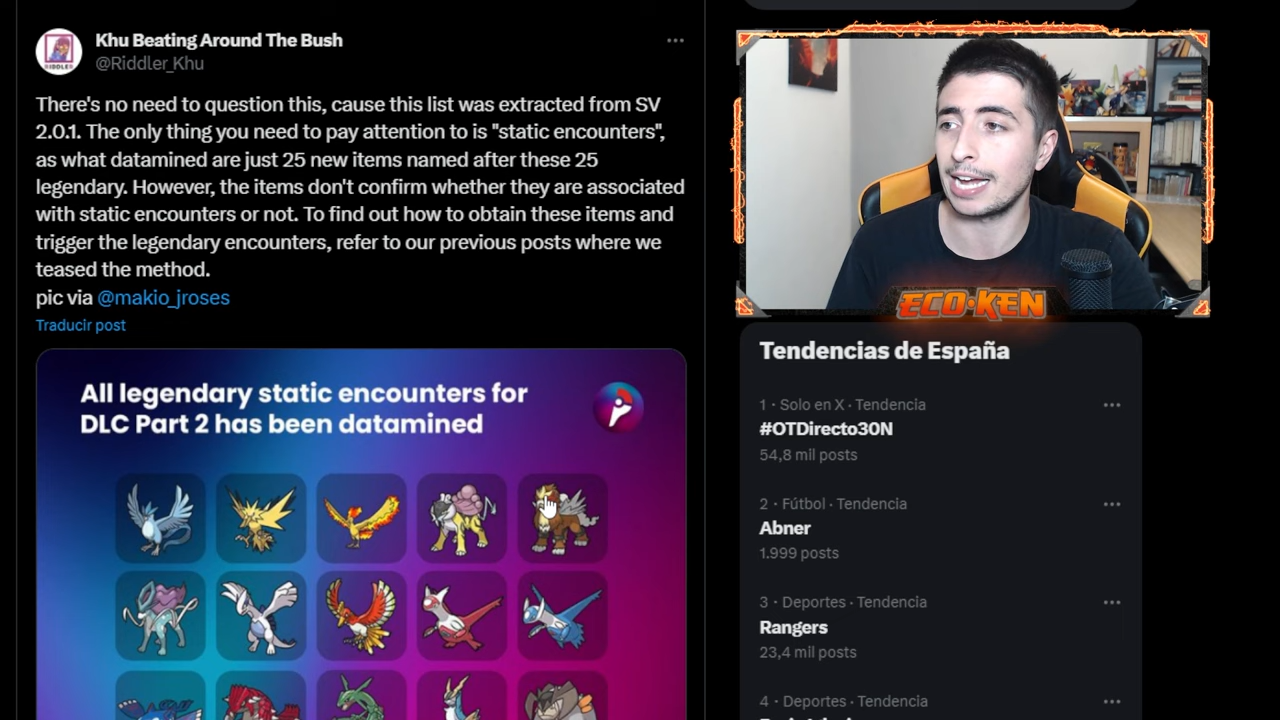 Khu Beating Around The Bush
@Riddler_Khu
There's no need to question this, cause this list was extracted from SV
2.0.1. The only thing you need to pay attention to is "static encounters",
as what datamined are just 25 new items named after these 25
legendary. However, the items don't confirm whether they are associated
with static encounters or not. To find out how to obtain these items and
trigger the legendary encounters, refer to our previous posts where we
teased the method.
pic via @makio_jroses
Traducir post
All legendary static encounters for
DLC Part 2 has been datamined
ECO·KEN
Tendencias de España
1 · Solo en X · Tendencia
#OTDirecto30N
54,8 mil posts
2 · Fútbol · Tendencia
Abner
1.999 posts
3 · Deportes · Tendencia
Rangers
23,4 mil posts
4 · Deportes · Tendencia